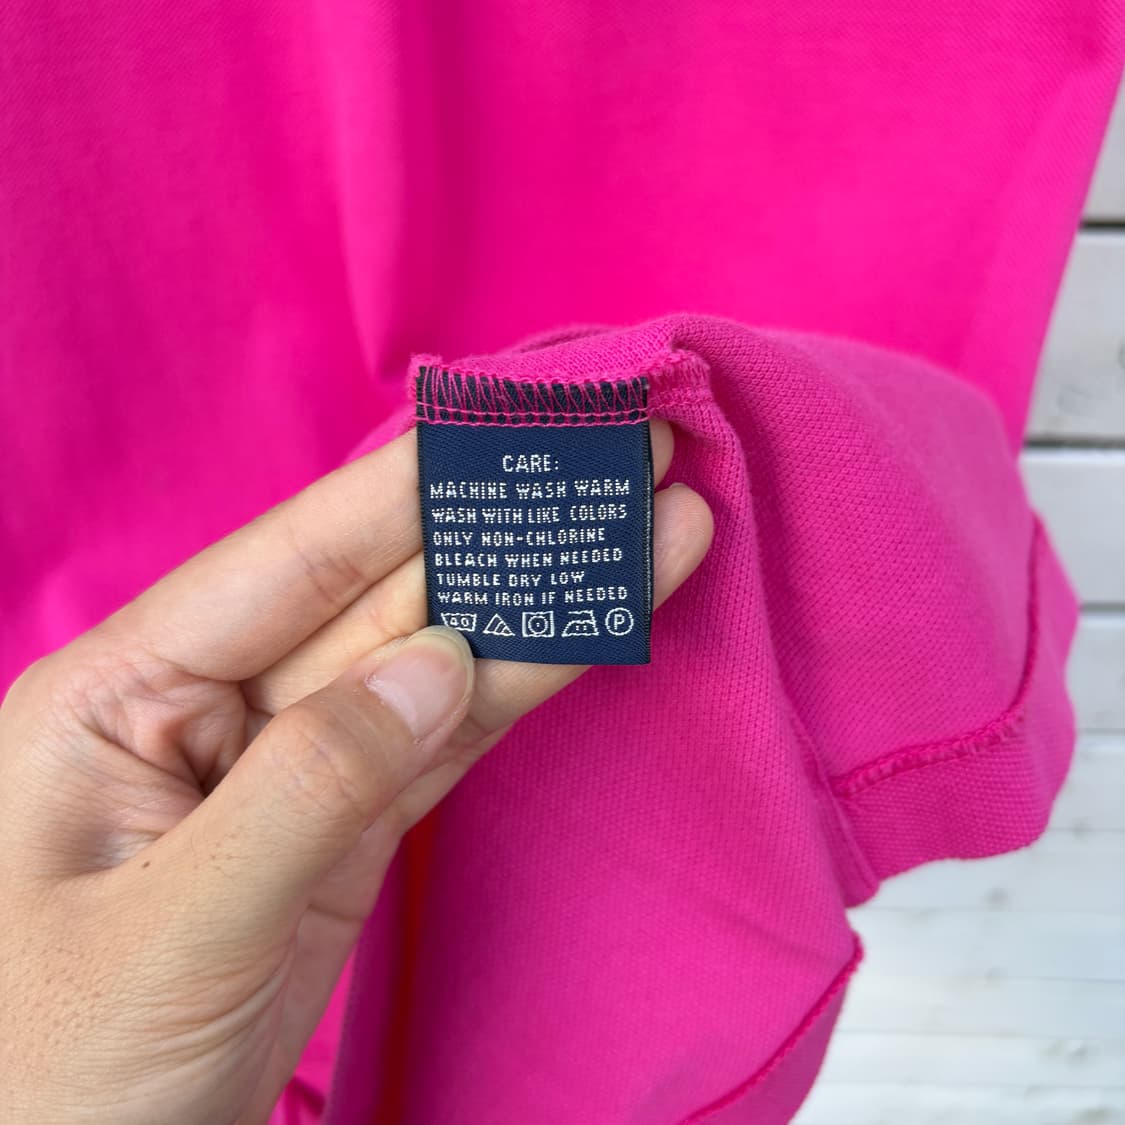 CARE:
MACHINE WASH WARM
WASH WITH LIKE COLORS
ONLY NON-CHLORINE
BLEACH WHEN NEEDED
TUMBLE DRY LOW
WARM IRON IF NEEDED
40 P